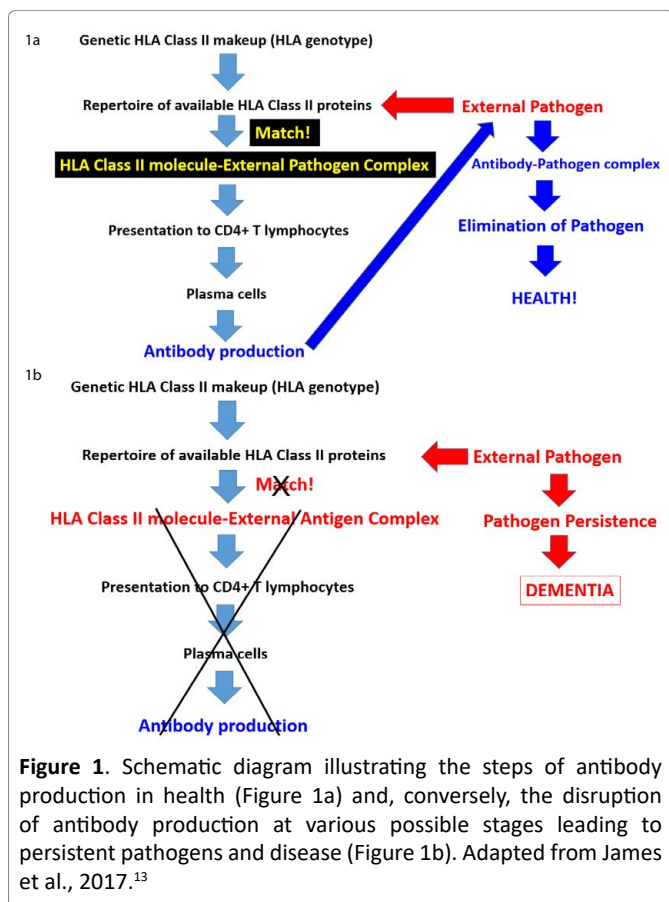 1a
Genetic HLA Class II makeup (HLA genotype)
Repertoire of available HLA Class II proteins
External Pathogen
Match!
HLA Class II molecule-External Pathogen Complex
Antibody-Pathogen complex
Presentation to CD4+ T lymphocytes
Elimination of Pathogen
Plasma cells
HEALTH!
Antibody production
1b
Genetic HLA Class II makeup (HLA genotype)
Repertoire of available HLA Class II proteins
External Pathogen
Match!
X
HLA Class II molecule-External Antigen Complex
Pathogen Persistence
Presentation to CD4+ T lymphocytes
DEMENTIA
Plasma cells
Antibody production
Figure 1. Schematic diagram illustrating the steps of antibody
production in health (Figure 1a) and, conversely, the disruption
of antibody production at various possible stages leading to
persistent pathogens and disease (Figure 1b). Adapted from James
et al., 2017.¹³